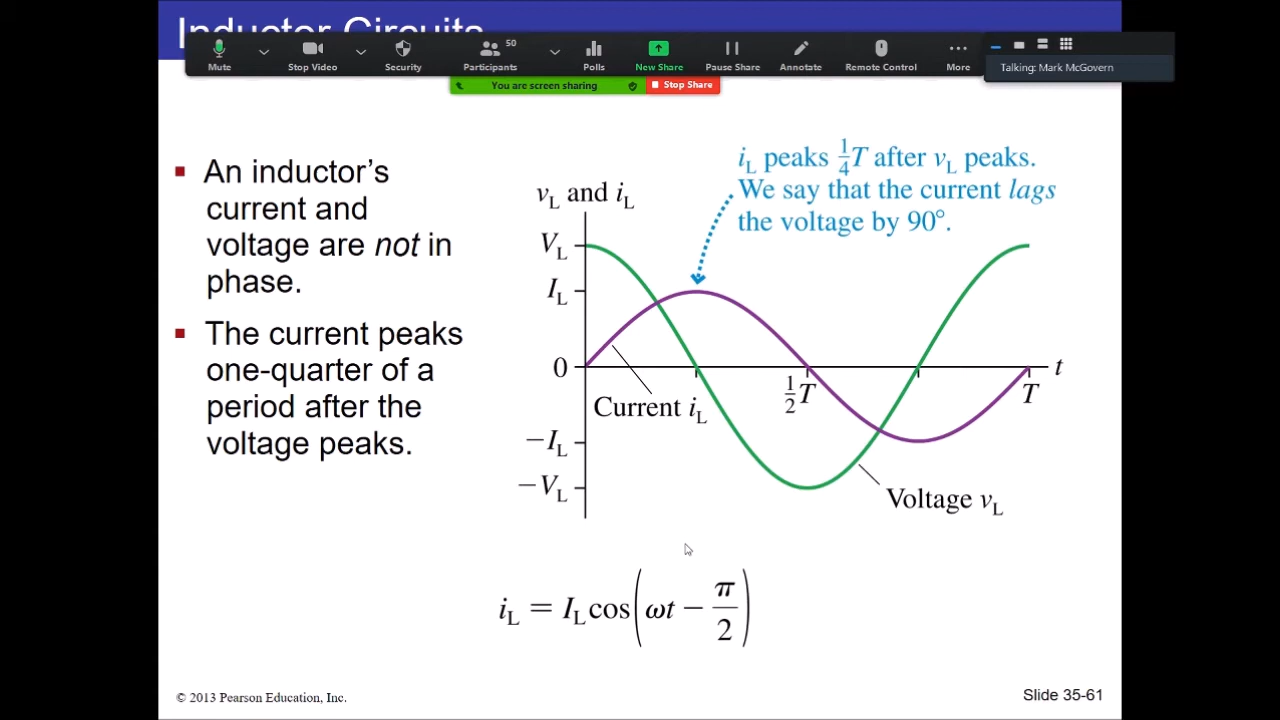 Inductor Circuits
Mute
Stop Video
Security
Participants
50
Polls
New Share
Pause Share
Annotate
Remote Control
More
Talking: Mark McGovern
You are screen sharing
Stop Share
▪ An inductor’s
current and
voltage are not in
phase.
▪ The current peaks
one-quarter of a
period after the
voltage peaks.
iL peaks 1/4 T after vL peaks.
We say that the current lags
the voltage by 90°.
vL and iL
VL
IL
0
−IL
−VL
Current iL
1/2 T
T
t
Voltage vL
iL = IL cos(ωt − π/2)
© 2013 Pearson Education, Inc.
Slide 35-61